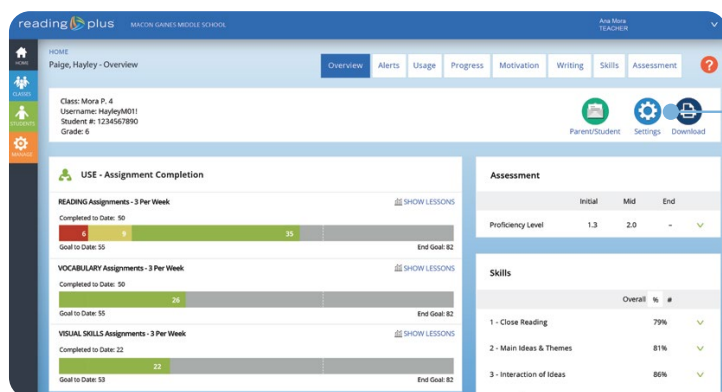 reading plus MACON GAINES MIDDLE SCHOOL
Ana Mora
TEACHER
HOME
CLASSES
STUDENTS
MANAGE
HOME
Paige, Hayley - Overview
Overview Alerts Usage Progress Motivation Writing Skills Assessment ?
Class: Mora P. 4
Username: HayleyM01!
Student #: 1234567890
Grade: 6
Parent/Student Settings Download
USE - Assignment Completion
READING Assignments - 3 Per Week SHOW LESSONS
Completed to Date: 50
6 9 35
Goal to Date: 55 End Goal: 82
VOCABULARY Assignments - 3 Per Week SHOW LESSONS
Completed to Date: 50
26
Goal to Date: 55 End Goal: 82
VISUAL SKILLS Assignments - 3 Per Week SHOW LESSONS
Completed to Date: 22
22
Goal to Date: 53 End Goal: 82
Assessment
Initial Mid End
Proficiency Level 1.3 2.0 -
Skills
Overall % #
1 - Close Reading 79%
2 - Main Ideas & Themes 81%
3 - Interaction of Ideas 86%